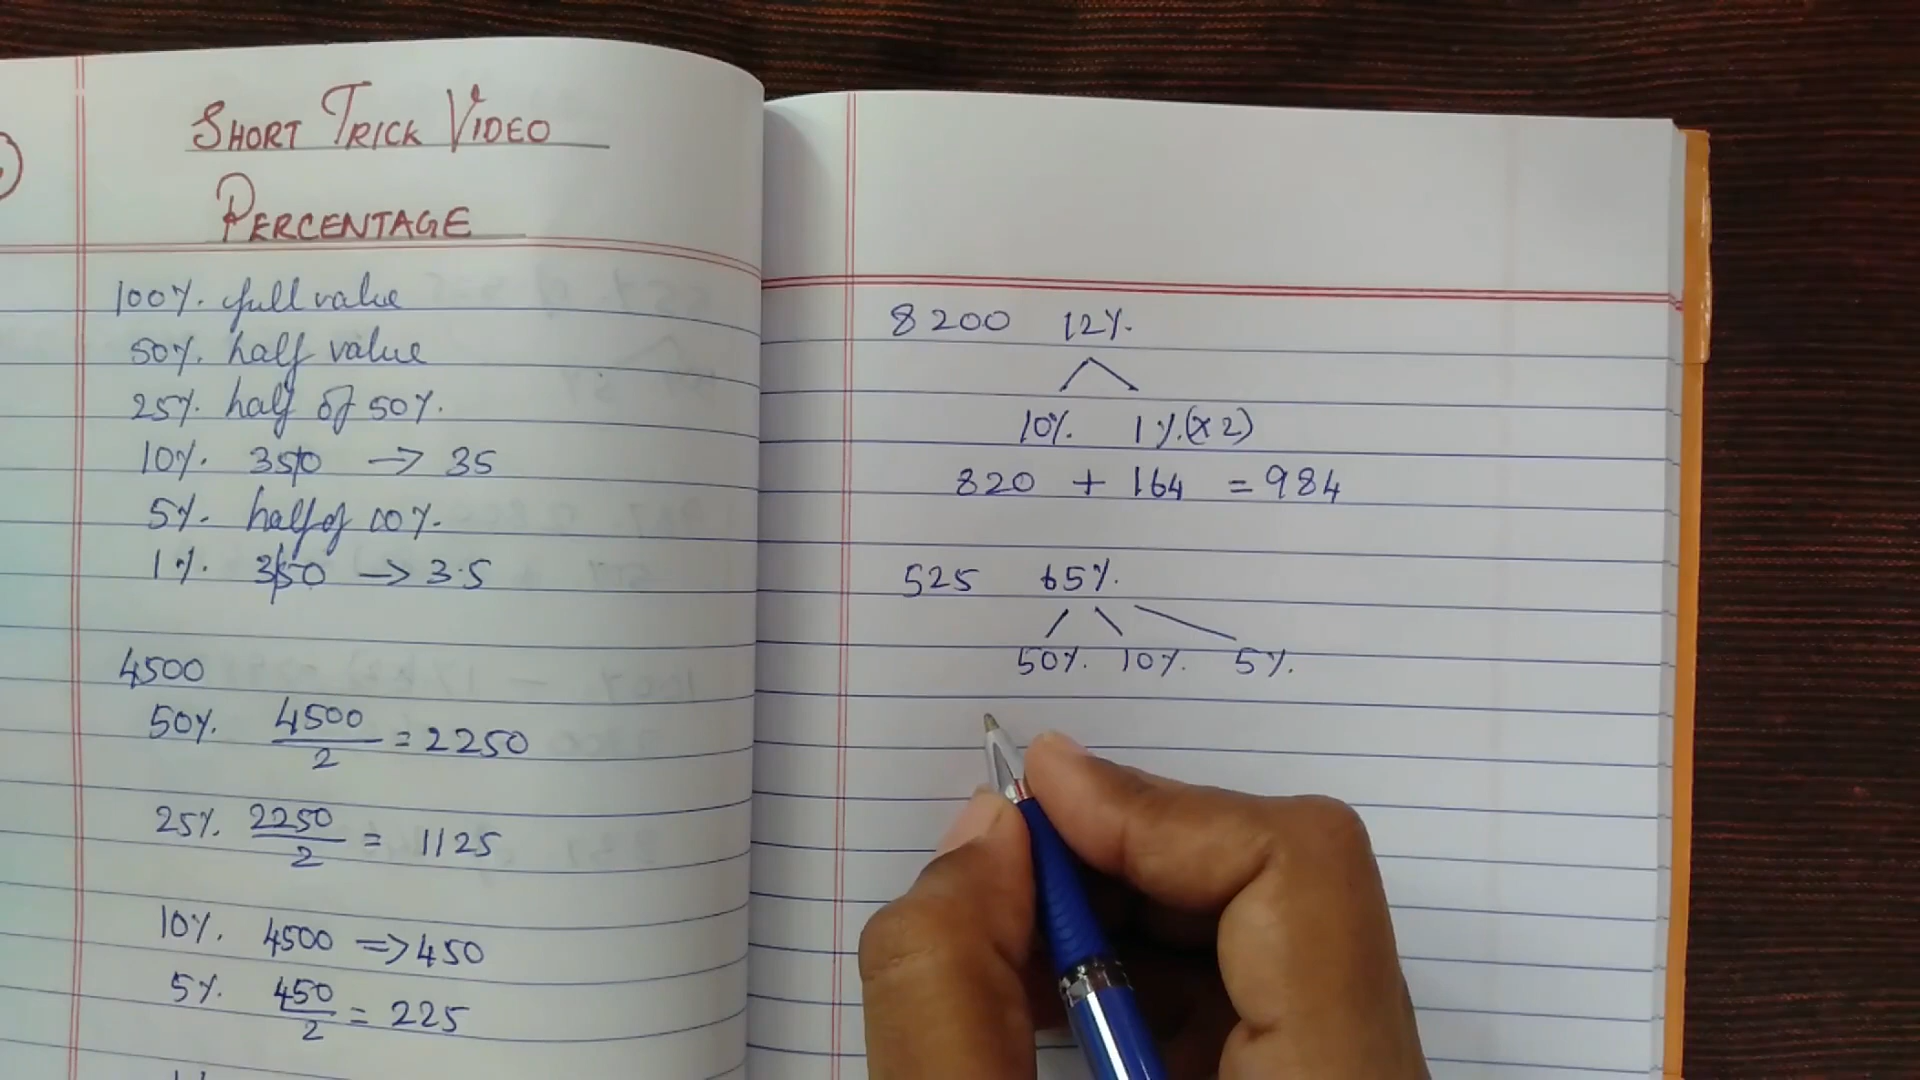 SHORT TRICK VIDEO
PERCENTAGE
100%. full value
50%. half value
25%. half of 50%.
10%. 350 -> 35
5%. half of 10%.
1%. 350 -> 3.5
4500
50%. 4500/2 = 2250
25%. 2250/2 = 1125
10%. 4500 => 450
5%. 450/2 = 225
8200 12%.
10%. 1%.(x2)
820 + 164 = 984
525 65%.
50%. 10%. 5%.